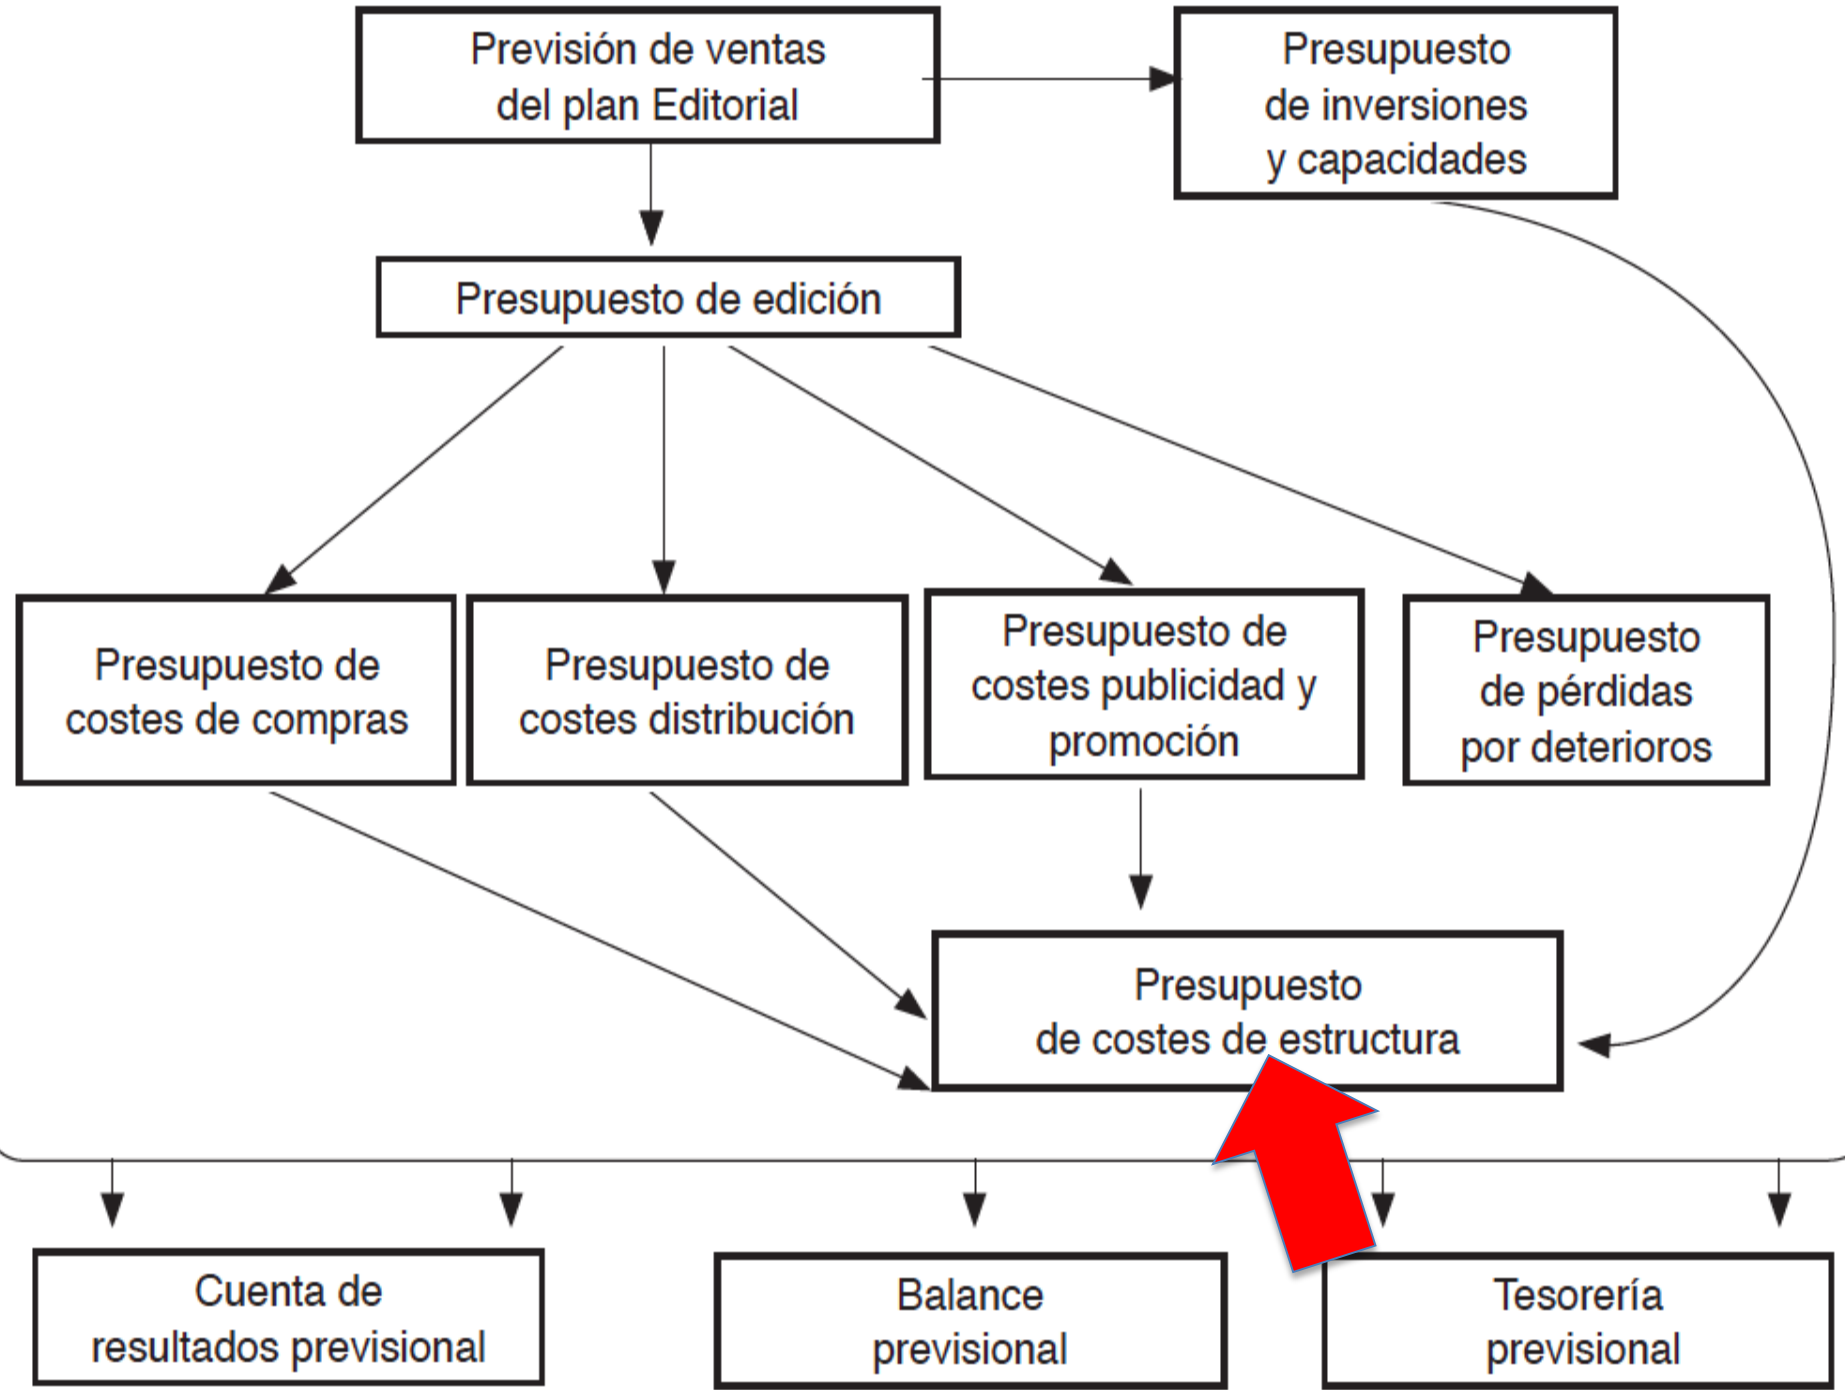 Previsión de ventas
del plan Editorial
Presupuesto
de inversiones
y capacidades
Presupuesto de edición
Presupuesto de
costes de compras
Presupuesto de
costes distribución
Presupuesto de
costes publicidad y
promoción
Presupuesto
de pérdidas
por deterioros
Presupuesto
de costes de estructura
Cuenta de
resultados previsional
Balance
previsional
Tesorería
previsional